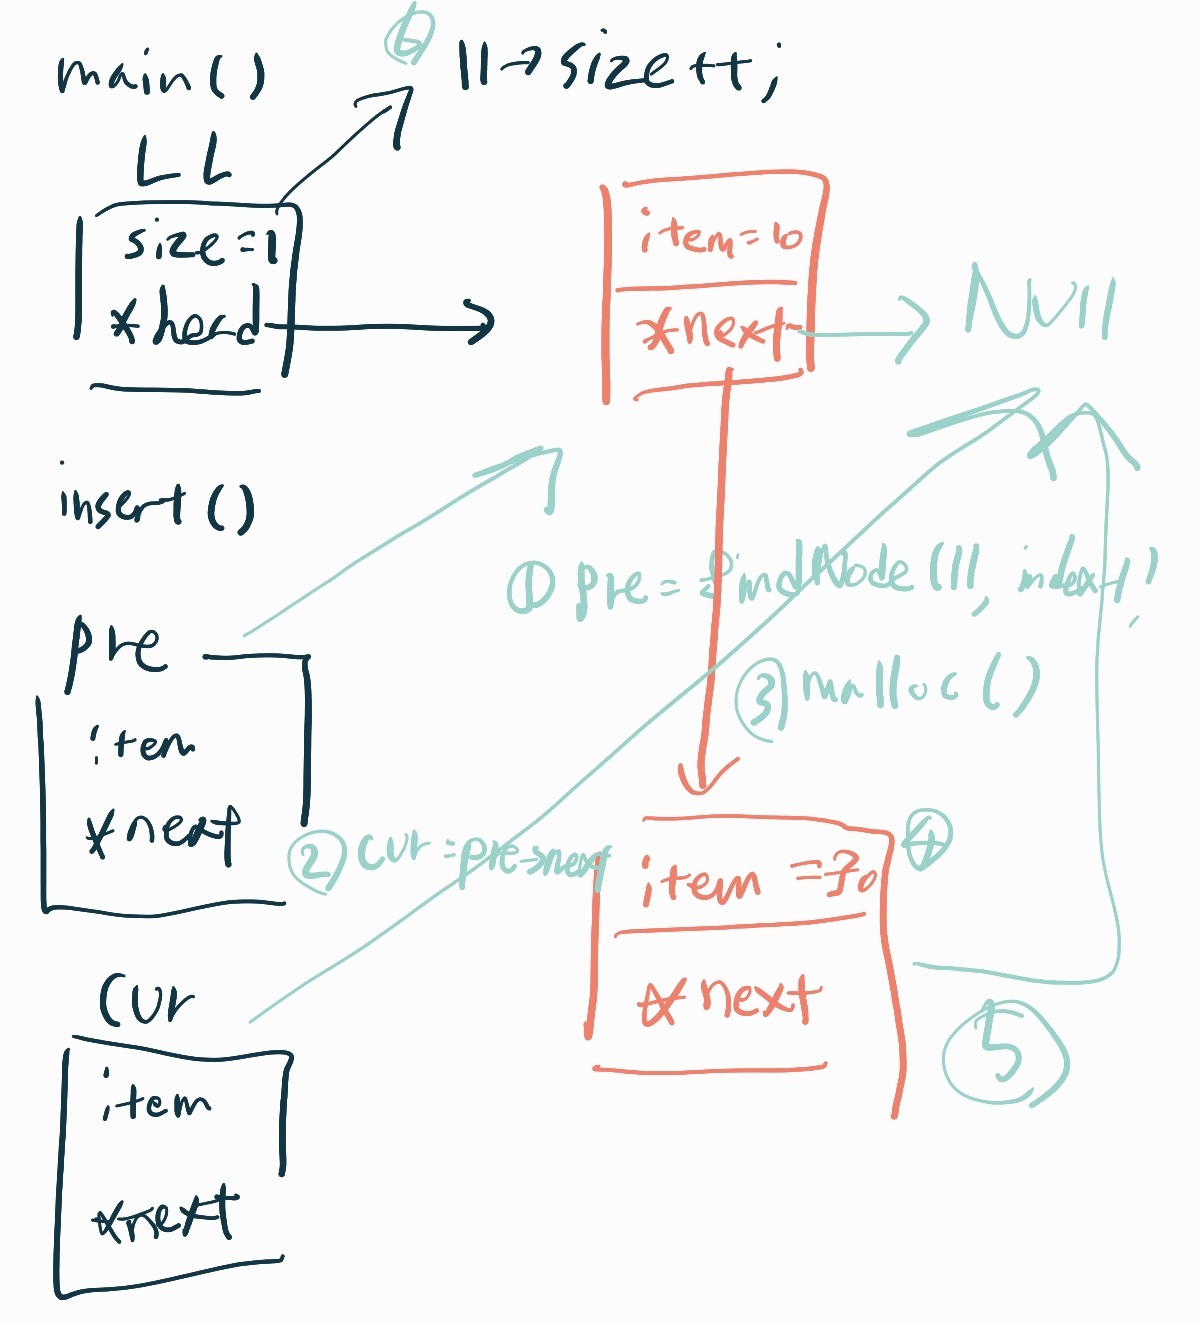 main()
⑥ ll→size++;
LL
size=1
*head
item=10
*next
Null
insert()
① pre = findNode(ll, index-1)
pre
item
*next
③ malloc()
② cur=pre→next
④
item =30
*next
⑤
cur
item
*next